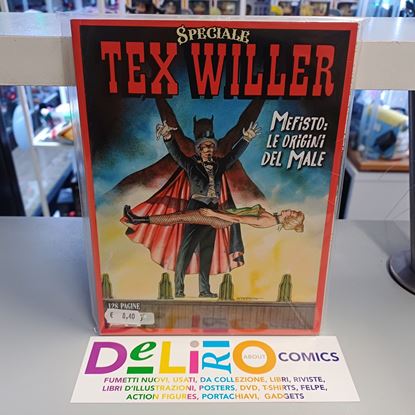 SPECIALE
TEX WILLER
MEFISTO:
LE ORIGINI
DEL MALE
128 PAGINE
€ 8,40
DeLiRiO ABOUT COMICS
FUMETTI NUOVI, USATI, DA COLLEZIONE, LIBRI, RIVISTE,
LIBRI D'ILLUSTRAZIONI, POSTERS, DVD, T-SHIRTS, FELPE,
ACTION FIGURES, PORTACHIAVI, GADGETS